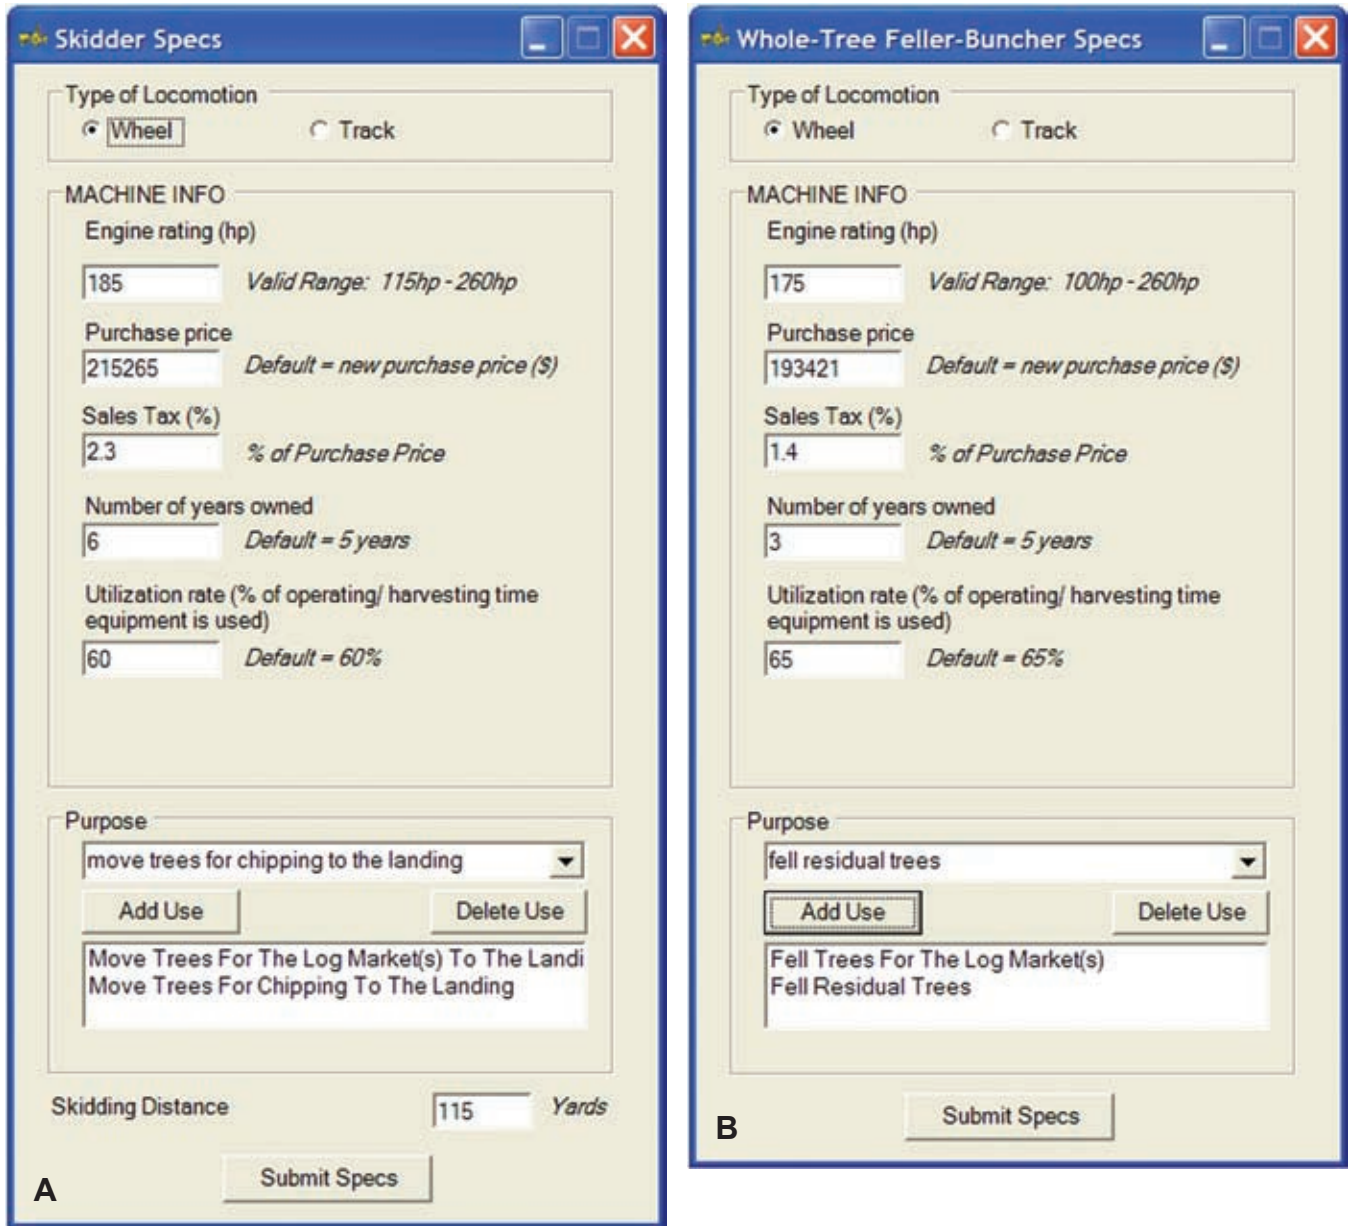 Skidder Specs
Type of Locomotion
Wheel Track
MACHINE INFO
Engine rating (hp)
185 Valid Range: 115hp - 260hp
Purchase price
215265 Default = new purchase price ($)
Sales Tax (%)
2.3 % of Purchase Price
Number of years owned
6 Default = 5 years
Utilization rate (% of operating/ harvesting time
equipment is used)
60 Default = 60%
Purpose
move trees for chipping to the landing
Add Use Delete Use
Move Trees For The Log Market(s) To The Landi
Move Trees For Chipping To The Landing
Skidding Distance 115 Yards
Submit Specs
A
Whole-Tree Feller-Buncher Specs
Type of Locomotion
Wheel Track
MACHINE INFO
Engine rating (hp)
175 Valid Range: 100hp - 260hp
Purchase price
193421 Default = new purchase price ($)
Sales Tax (%)
1.4 % of Purchase Price
Number of years owned
3 Default = 5 years
Utilization rate (% of operating/ harvesting time
equipment is used)
65 Default = 65%
Purpose
fell residual trees
Add Use Delete Use
Fell Trees For The Log Market(s)
Fell Residual Trees
Submit Specs
B